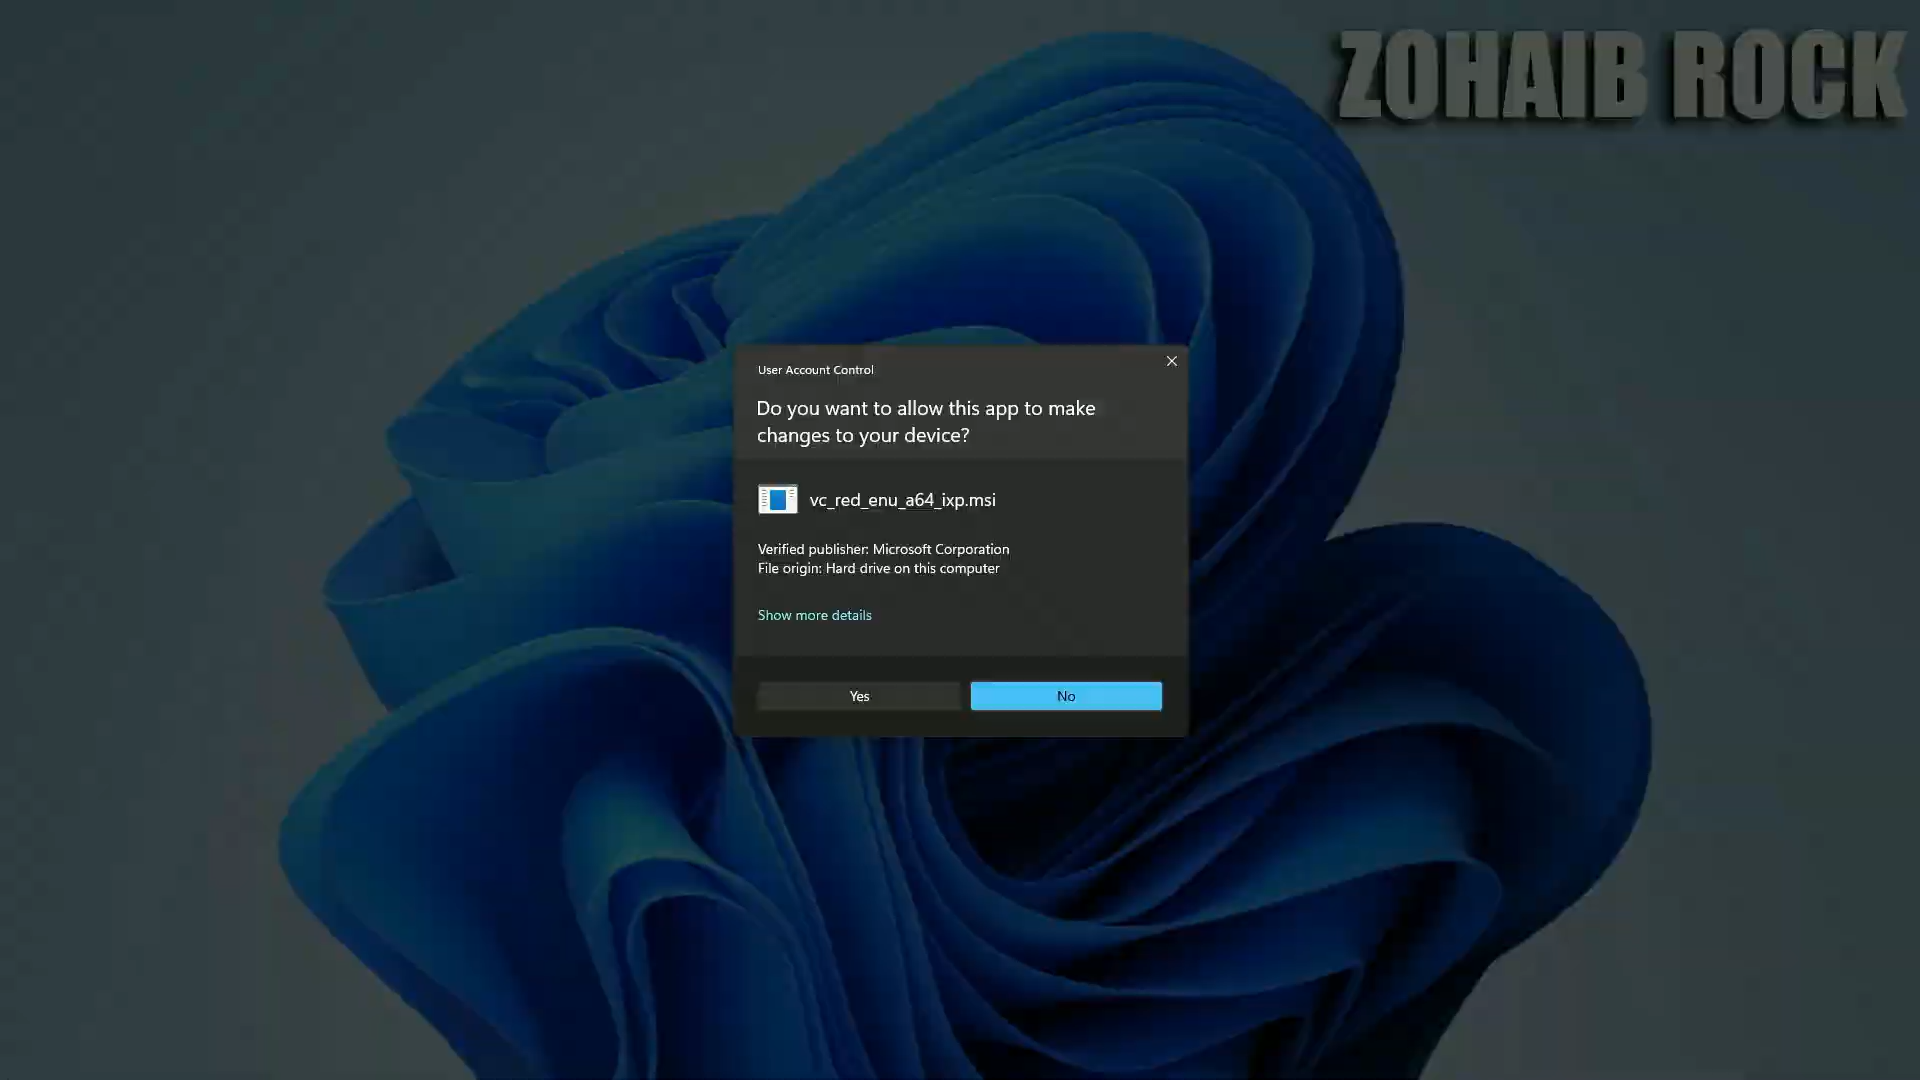 ZOHAIB ROCK
User Account Control
Do you want to allow this app to make
changes to your device?
vc_red_enu_a64_ixp.msi
Verified publisher: Microsoft Corporation
File origin: Hard drive on this computer
Show more details
Yes
No